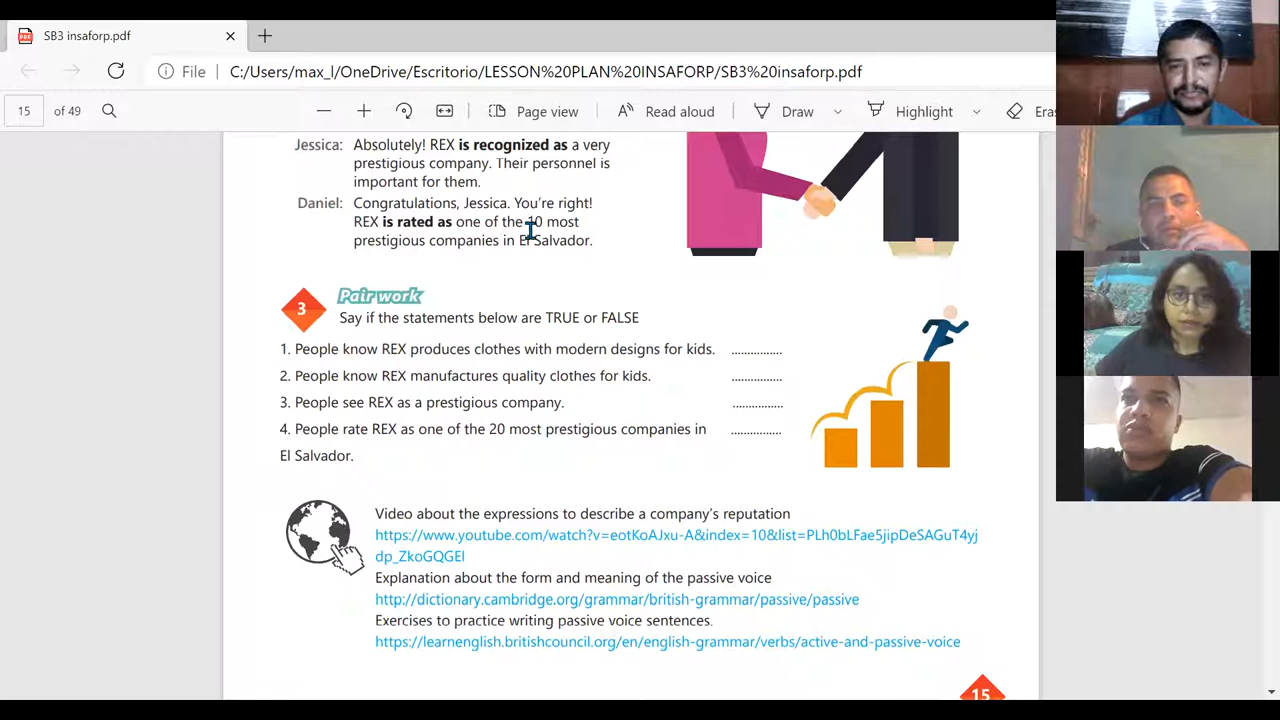 SB3 insaforp.pdf
File C:/Users/max_l/OneDrive/Escritorio/LESSON%20PLAN%20INSAFORP/SB3%20insaforp.pdf
15 of 49 Page view Read aloud Draw Highlight Eras
Jessica: Absolutely! REX is recognized as a very
prestigious company. Their personnel is
important for them.
Daniel: Congratulations, Jessica. You're right!
REX is rated as one of the 10 most
prestigious companies in El Salvador.
3 Pair work
Say if the statements below are TRUE or FALSE
1. People know REX produces clothes with modern designs for kids. ...............
2. People know REX manufactures quality clothes for kids. ...............
3. People see REX as a prestigious company. ...............
4. People rate REX as one of the 20 most prestigious companies in ...............
El Salvador.
Video about the expressions to describe a company's reputation
https://www.youtube.com/watch?v=eotKoAJxu-A&index=10&list=PLh0bLFae5jipDeSAGuT4yj
dp_ZkoGQGEl
Explanation about the form and meaning of the passive voice
http://dictionary.cambridge.org/grammar/british-grammar/passive/passive
Exercises to practice writing passive voice sentences.
https://learnenglish.britishcouncil.org/en/english-grammar/verbs/active-and-passive-voice
15